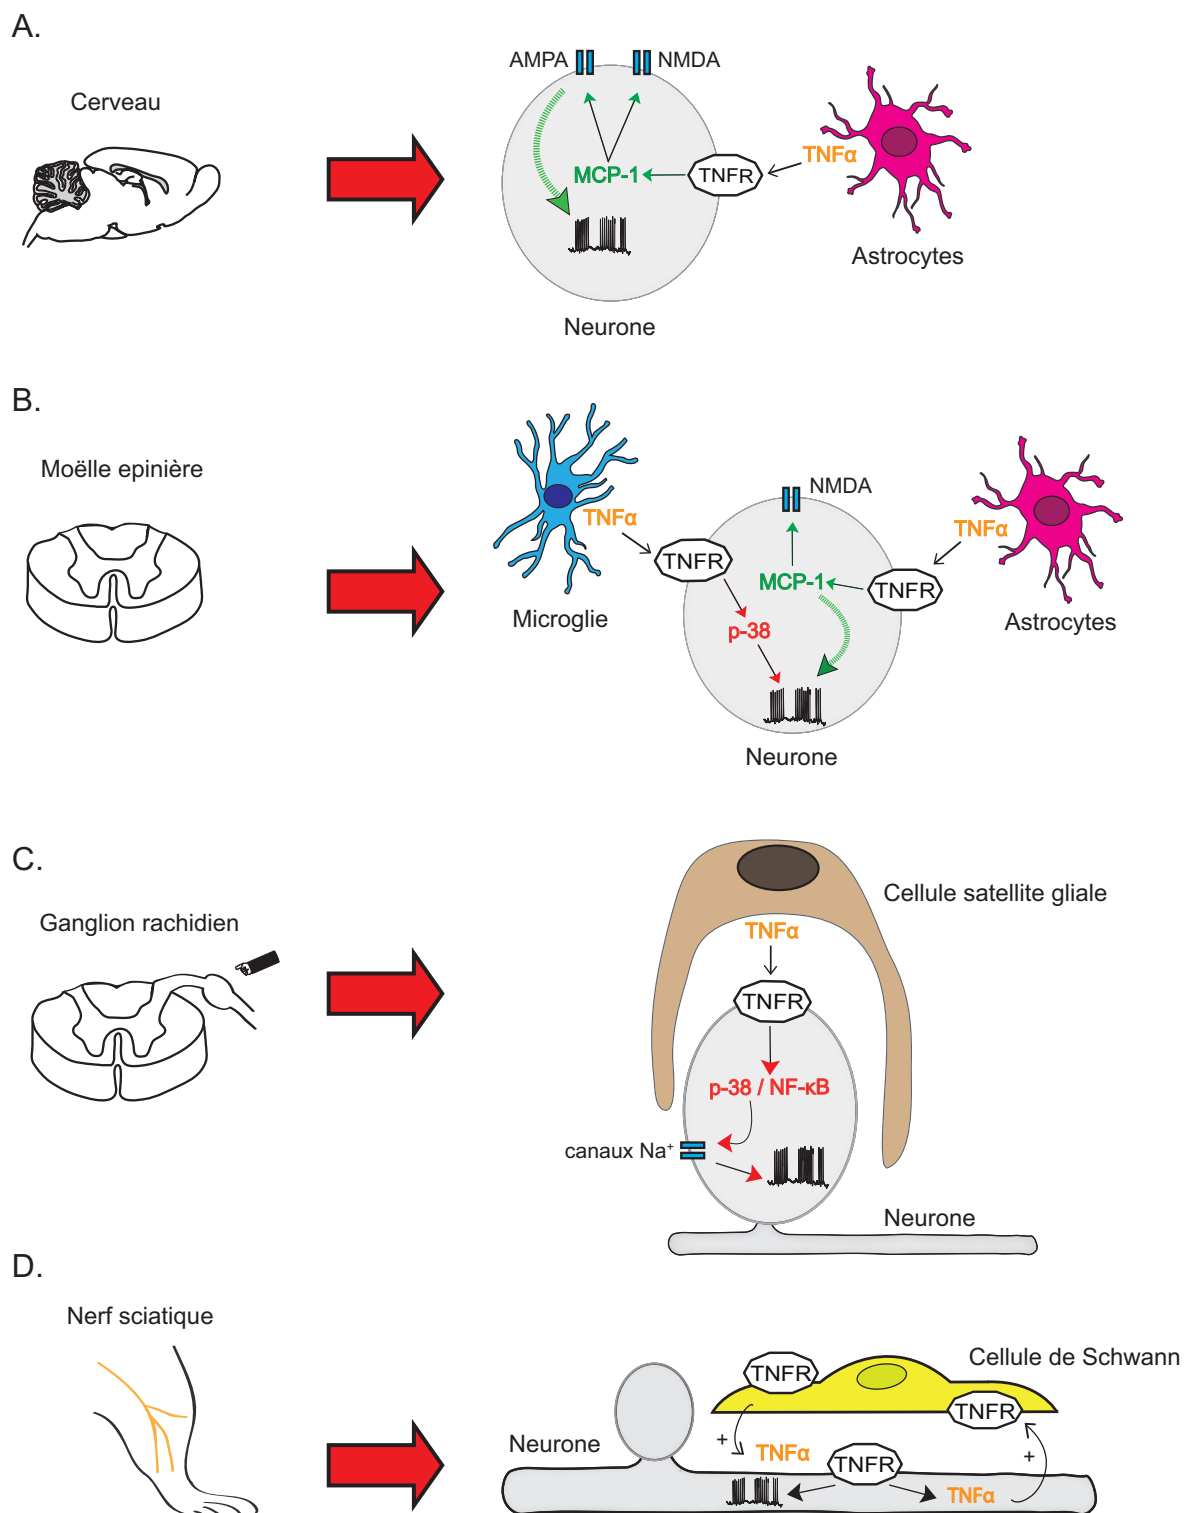 A.
Cerveau
AMPA
NMDA
MCP-1
TNFR
TNFα
Astrocytes
Neurone
B.
Moëlle epinière
TNFα
TNFR
Microglie
p-38
NMDA
MCP-1
TNFR
TNFα
Astrocytes
Neurone
C.
Ganglion rachidien
Cellule satellite gliale
TNFα
TNFR
p-38 / NF-κB
canaux Na⁺
Neurone
D.
Nerf sciatique
Cellule de Schwann
TNFR
TNFR
Neurone
+
TNFα
TNFR
+
TNFα